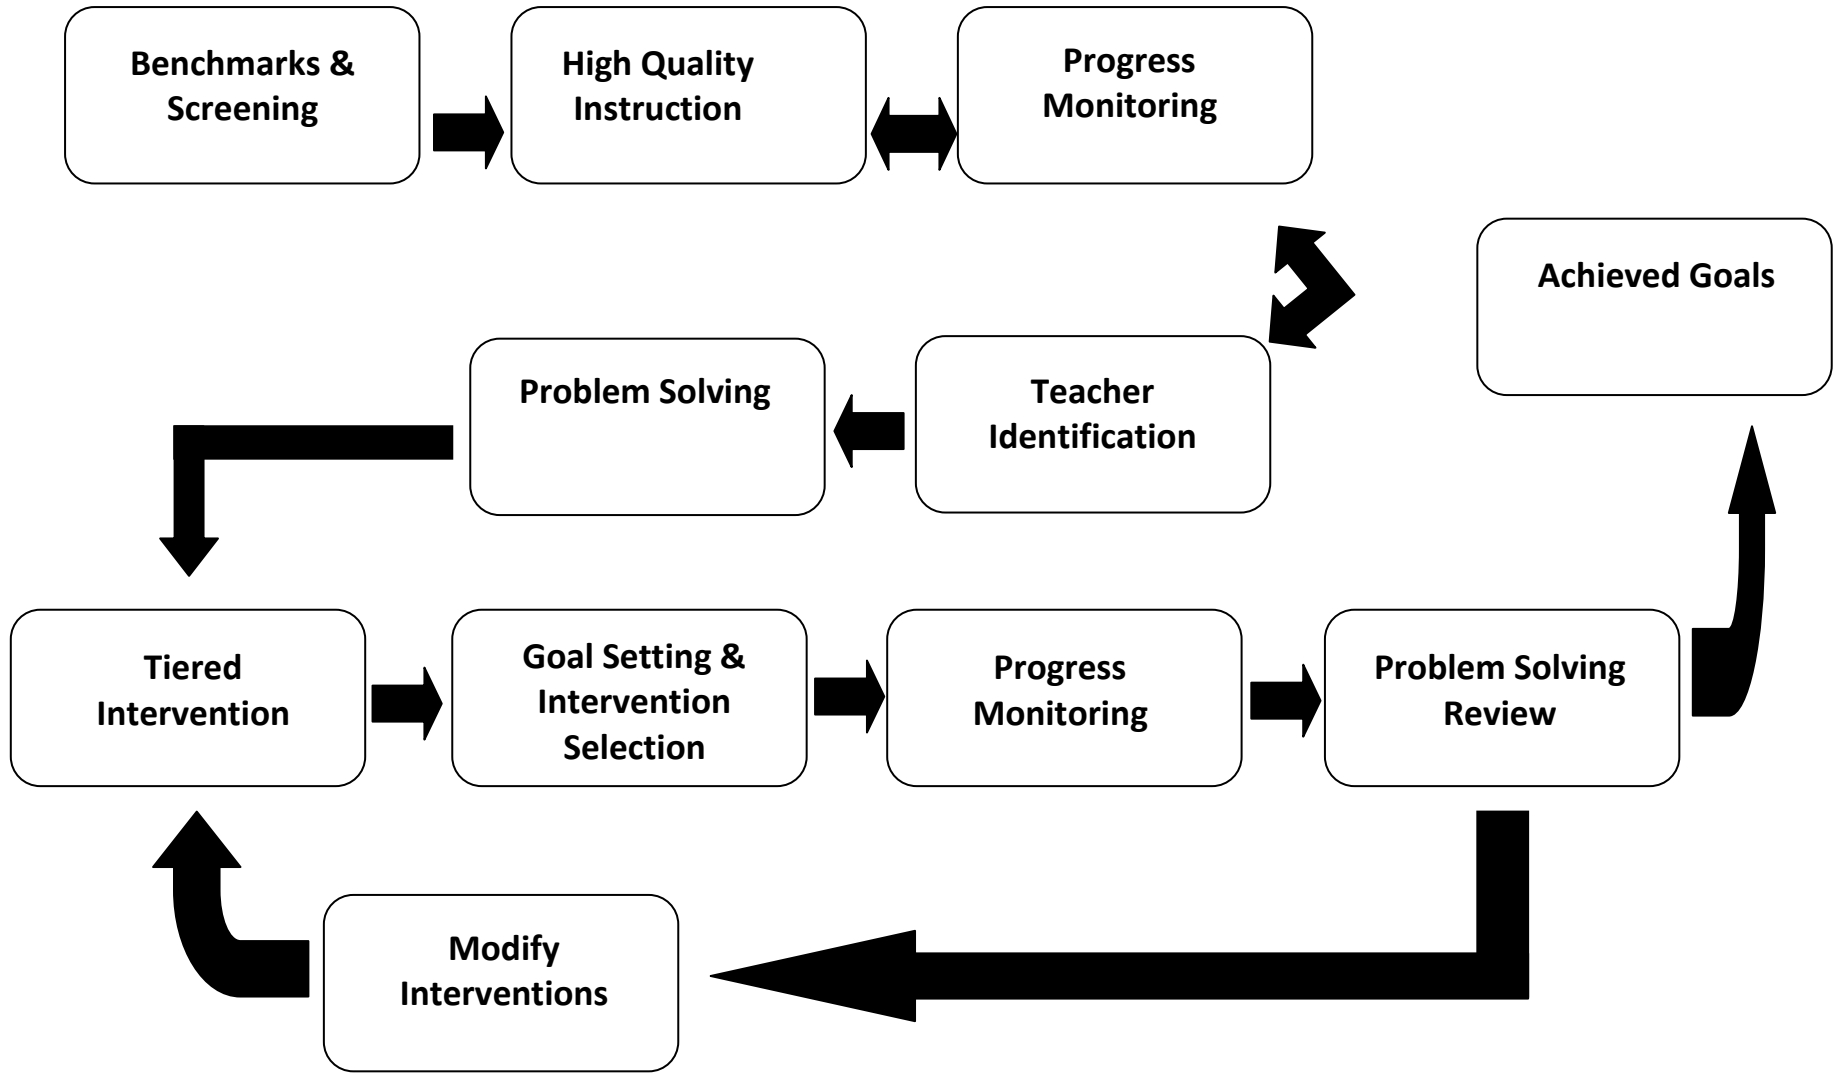 Benchmarks &
Screening
High Quality
Instruction
Progress
Monitoring
Achieved Goals
Problem Solving
Teacher
Identification
Tiered
Intervention
Goal Setting &
Intervention
Selection
Progress
Monitoring
Problem Solving
Review
Modify
Interventions